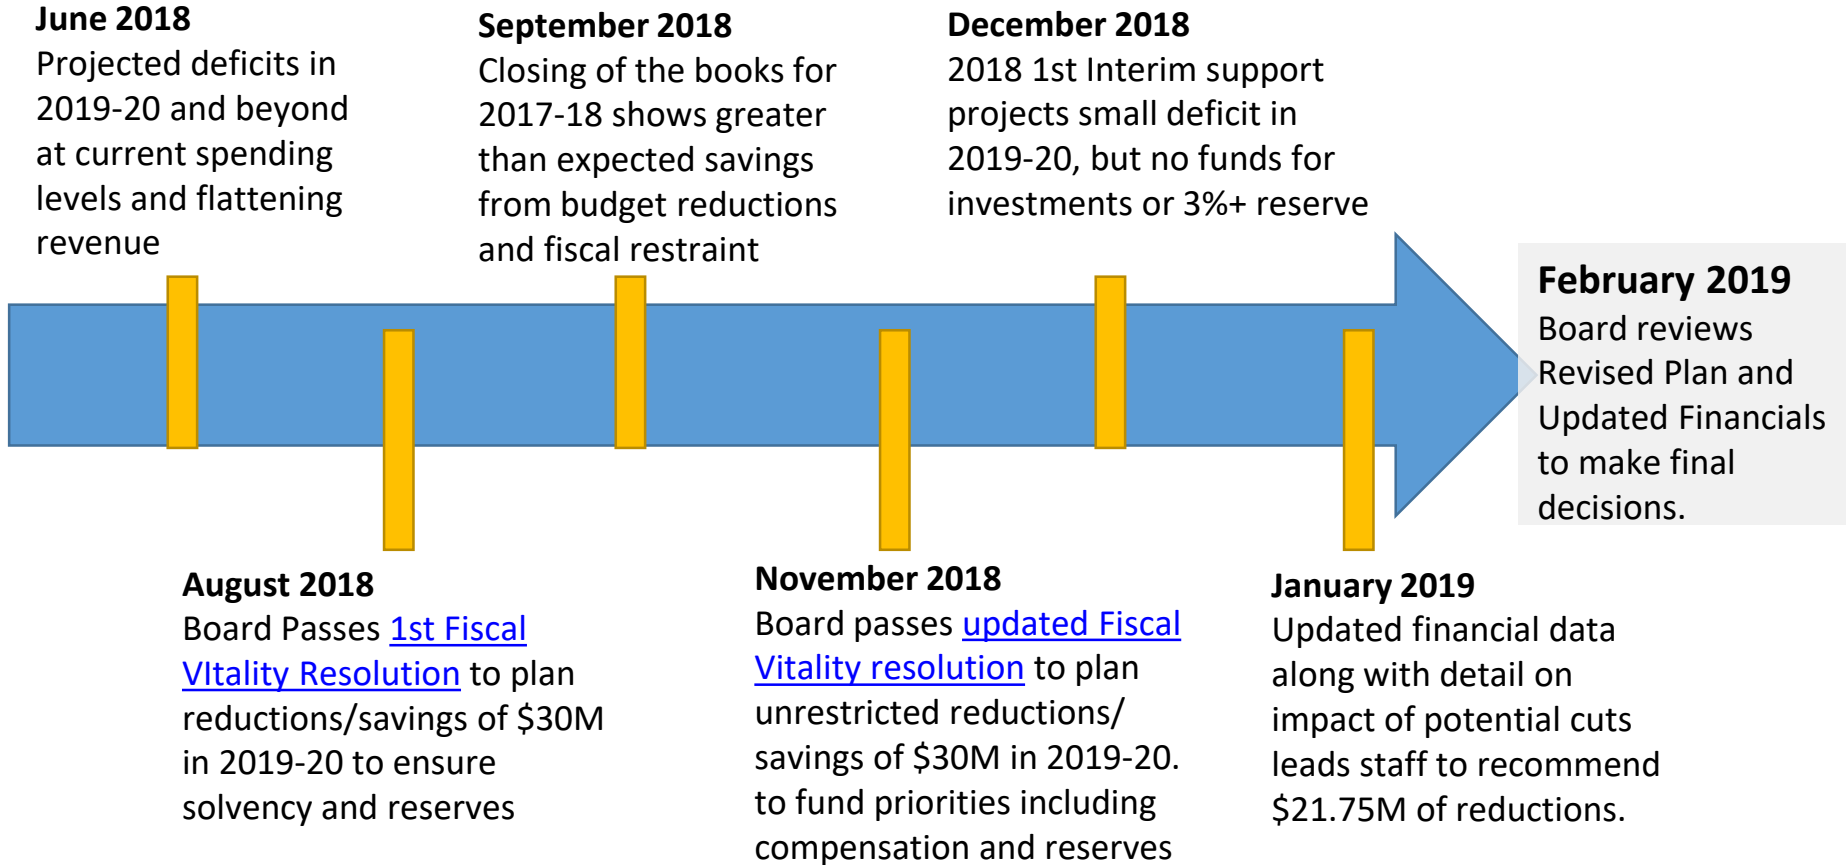 June 2018
Projected deficits in
2019-20 and beyond
at current spending
levels and flattening
revenue
September 2018
Closing of the books for
2017-18 shows greater
than expected savings
from budget reductions
and fiscal restraint
December 2018
2018 1st Interim support
projects small deficit in
2019-20, but no funds for
investments or 3%+ reserve
February 2019
Board reviews
Revised Plan and
Updated Financials
to make final
decisions.
August 2018
Board Passes 1st Fiscal
VItality Resolution to plan
reductions/savings of $30M
in 2019-20 to ensure
solvency and reserves
November 2018
Board passes updated Fiscal
Vitality resolution to plan
unrestricted reductions/
savings of $30M in 2019-20.
to fund priorities including
compensation and reserves
January 2019
Updated financial data
along with detail on
impact of potential cuts
leads staff to recommend
$21.75M of reductions.